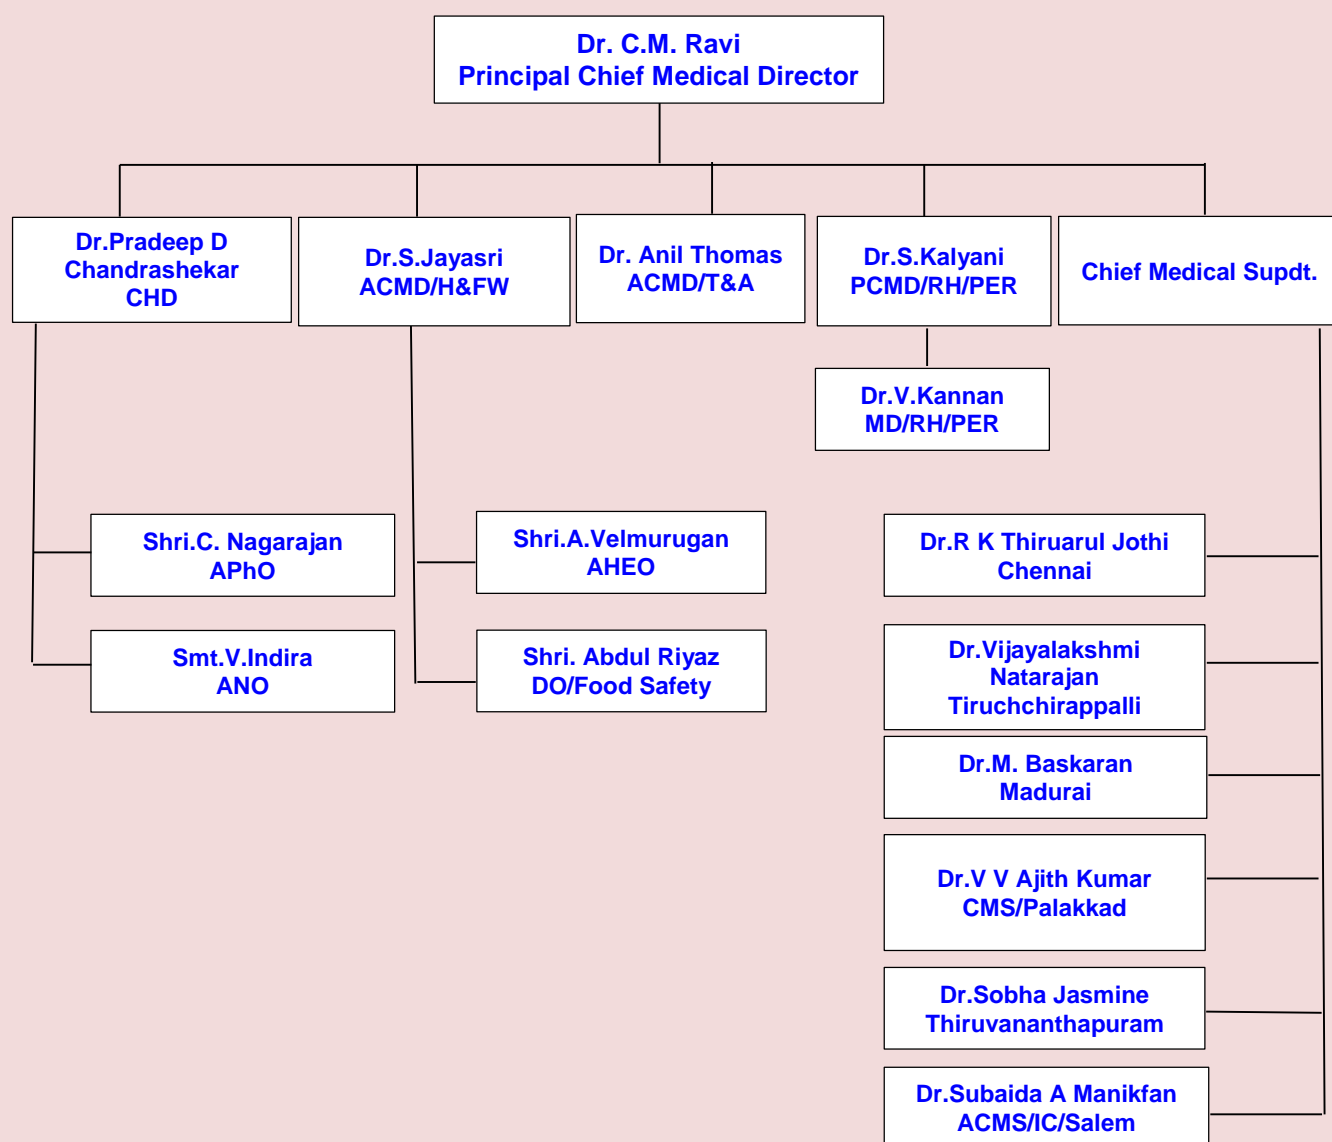 Dr. C.M. Ravi
Principal Chief Medical Director
Dr.Pradeep D
Chandrashekar
CHD
Dr.S.Jayasri
ACMD/H&FW
Dr. Anil Thomas
ACMD/T&A
Dr.S.Kalyani
PCMD/RH/PER
Chief Medical Supdt.
Dr.V.Kannan
MD/RH/PER
Shri.C. Nagarajan
APhO
Smt.V.Indira
ANO
Shri.A.Velmurugan
AHEO
Shri. Abdul Riyaz
DO/Food Safety
Dr.R K Thiruarul Jothi
Chennai
Dr.Vijayalakshmi
Natarajan
Tiruchchirappalli
Dr.M. Baskaran
Madurai
Dr.V V Ajith Kumar
CMS/Palakkad
Dr.Sobha Jasmine
Thiruvananthapuram
Dr.Subaida A Manikfan
ACMS/IC/Salem